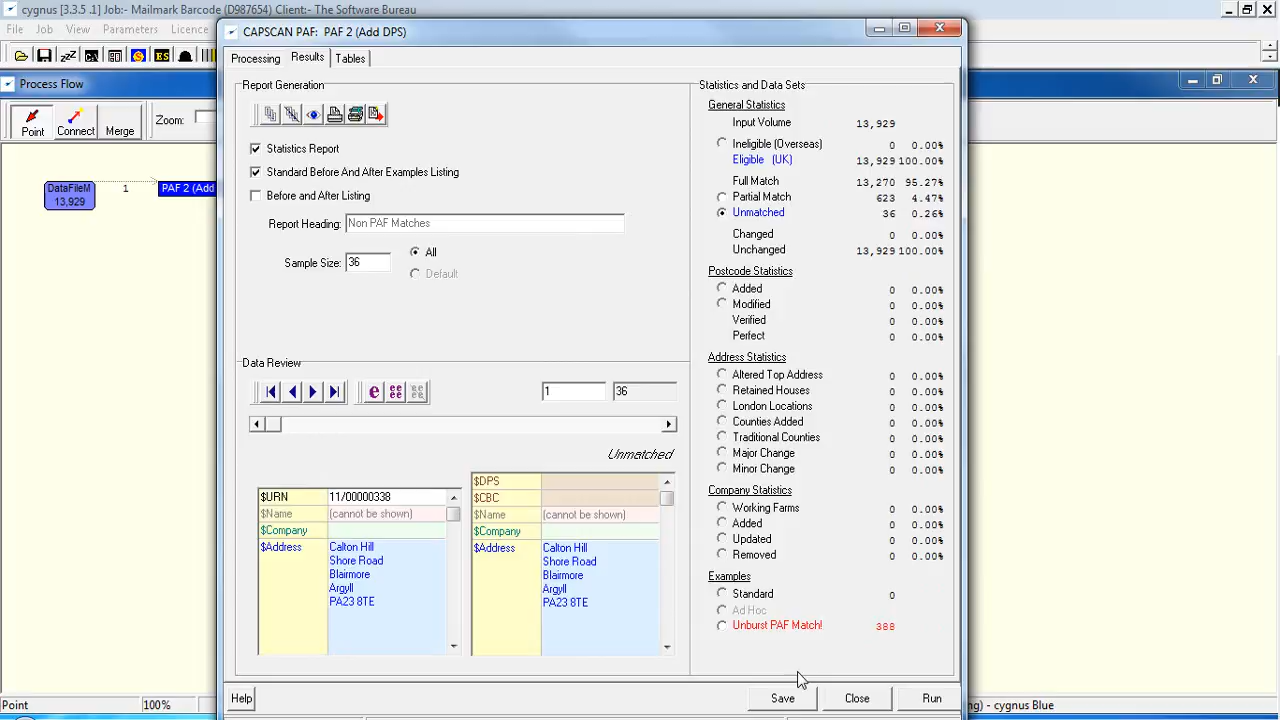 cygnus [3.3.5 .1] Job:- Mailmark Barcode (D987654) Client:- The Software Bureau
File Job View Parameters Licence
Process Flow
Point Connect Merge Zoom:
DataFileM
13,929
1
PAF 2 (Add
CAPSCAN PAF: PAF 2 (Add DPS)
Processing Results Tables
Report Generation
Statistics Report
Standard Before And After Examples Listing
Before and After Listing
Report Heading: Non PAF Matches
Sample Size: 36
All
Default
Data Review
1 36
Unmatched
$URN 11/00000338
$Name (cannot be shown)
$Company
$Address Calton Hill
Shore Road
Blairmore
Argyll
PA23 8TE
$DPS
$CBC
$Name (cannot be shown)
$Company
$Address Calton Hill
Shore Road
Blairmore
Argyll
PA23 8TE
Statistics and Data Sets
General Statistics
Input Volume 13,929
Ineligible (Overseas) 0 0.00%
Eligible (UK) 13,929 100.00%
Full Match 13,270 95.27%
Partial Match 623 4.47%
Unmatched 36 0.26%
Changed 0 0.00%
Unchanged 13,929 100.00%
Postcode Statistics
Added 0 0.00%
Modified 0 0.00%
Verified 0 0.00%
Perfect 0 0.00%
Address Statistics
Altered Top Address 0 0.00%
Retained Houses 0 0.00%
London Locations 0 0.00%
Counties Added 0 0.00%
Traditional Counties 0 0.00%
Major Change 0 0.00%
Minor Change 0 0.00%
Company Statistics
Working Farms 0 0.00%
Added 0 0.00%
Updated 0 0.00%
Removed 0 0.00%
Examples
Standard 0
Ad Hoc
Unburst PAF Match! 388
Help Save Close Run
Point 100% ng) - cygnus Blue